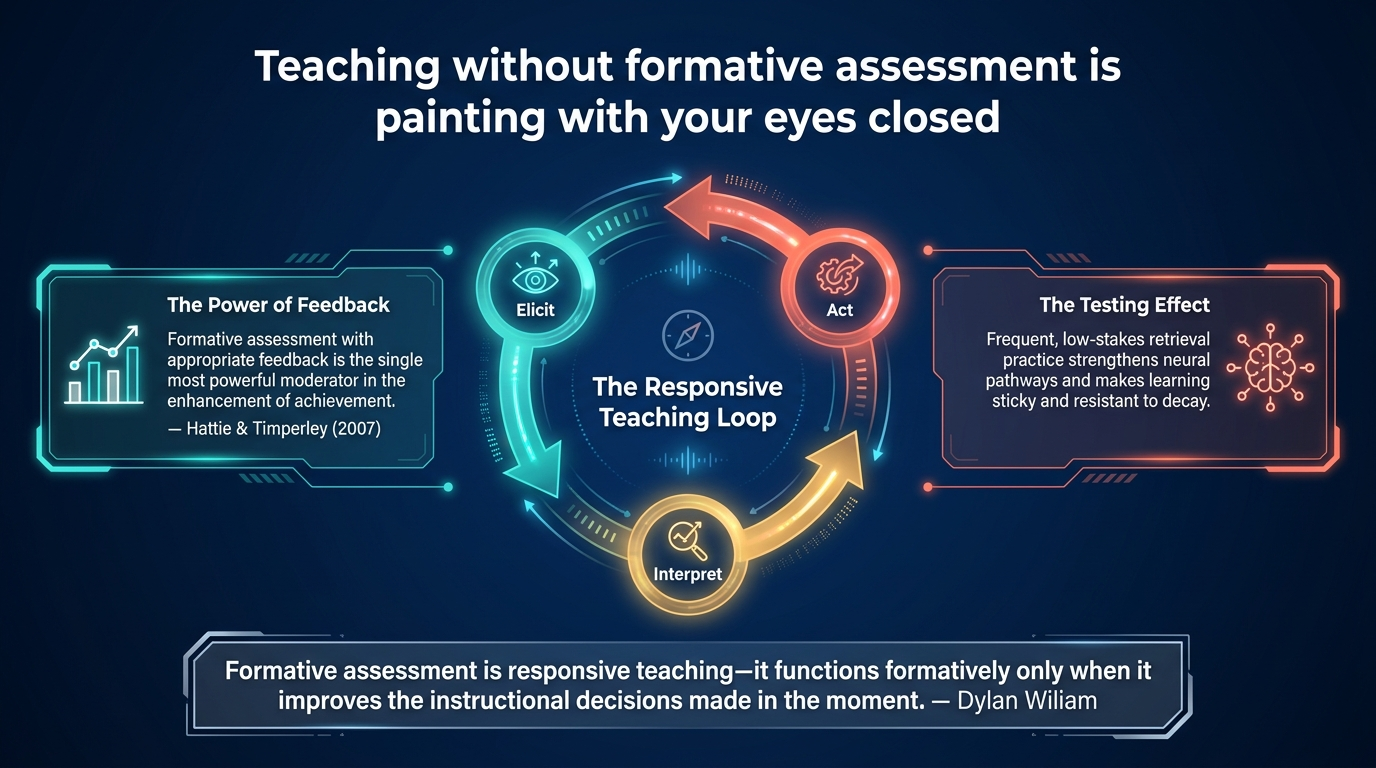 Teaching without formative assessment is
painting with your eyes closed
The Power of Feedback
Formative assessment with
appropriate feedback is the single
most powerful moderator in the
enhancement of achievement.
— Hattie & Timperley (2007)
Elicit
Act
The Responsive
Teaching Loop
Interpret
The Testing Effect
Frequent, low-stakes retrieval
practice strengthens neural
pathways and makes learning
sticky and resistant to decay.
Formative assessment is responsive teaching—it functions formatively only when it
improves the instructional decisions made in the moment. — Dylan Wiliam